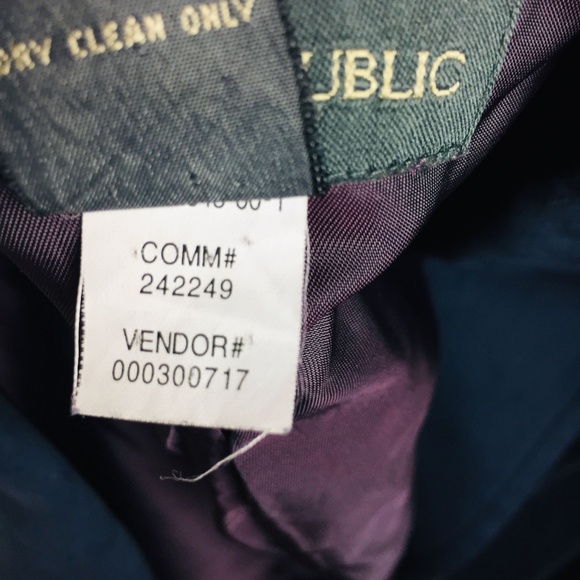 DRY CLEAN ONLY
UBLIC
COMM#
242249
VENDOR#
000300717